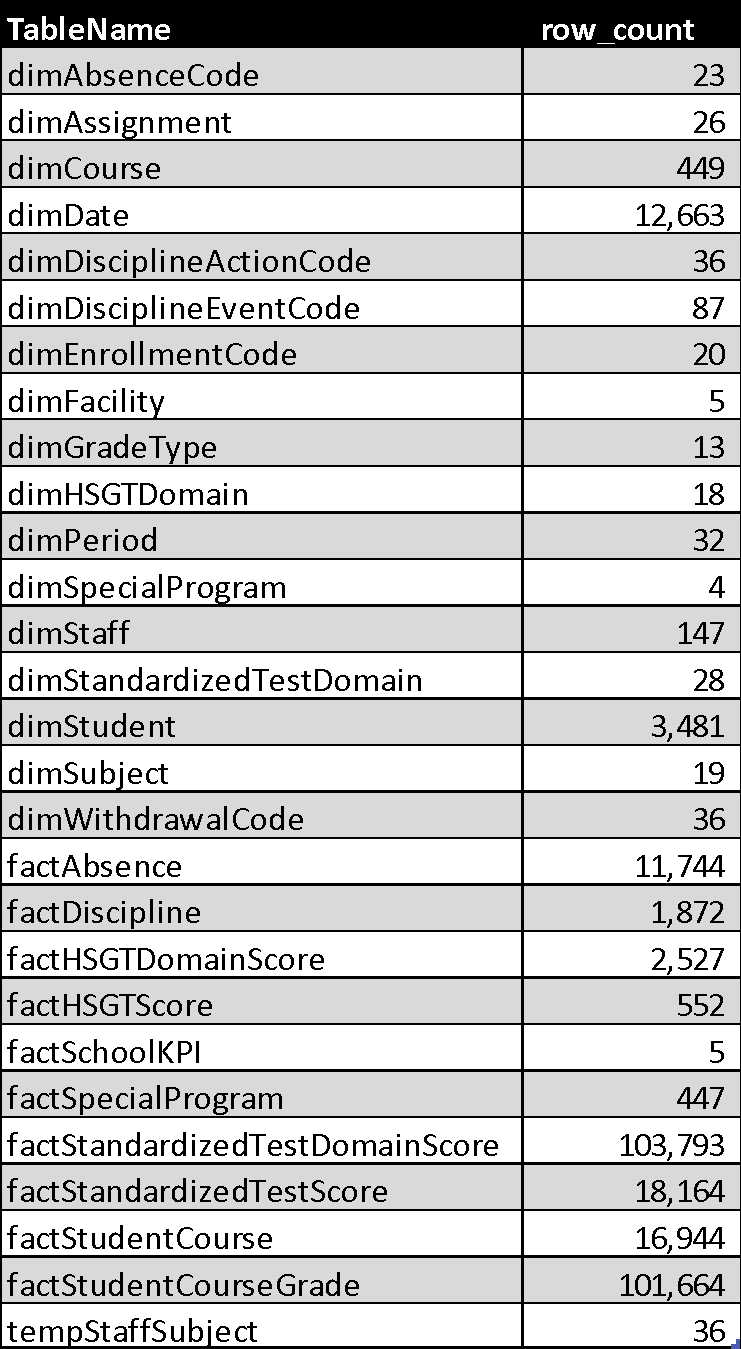 TableName row_count
dimAbsenceCode 23
dimAssignment 26
dimCourse 449
dimDate 12,663
dimDisciplineActionCode 36
dimDisciplineEventCode 87
dimEnrollmentCode 20
dimFacility 5
dimGradeType 13
dimHSGTDomain 18
dimPeriod 32
dimSpecialProgram 4
dimStaff 147
dimStandardizedTestDomain 28
dimStudent 3,481
dimSubject 19
dimWithdrawalCode 36
factAbsence 11,744
factDiscipline 1,872
factHSGTDomainScore 2,527
factHSGTScore 552
factSchoolKPI 5
factSpecialProgram 447
factStandardizedTestDomainScore 103,793
factStandardizedTestScore 18,164
factStudentCourse 16,944
factStudentCourseGrade 101,664
tempStaffSubject 36